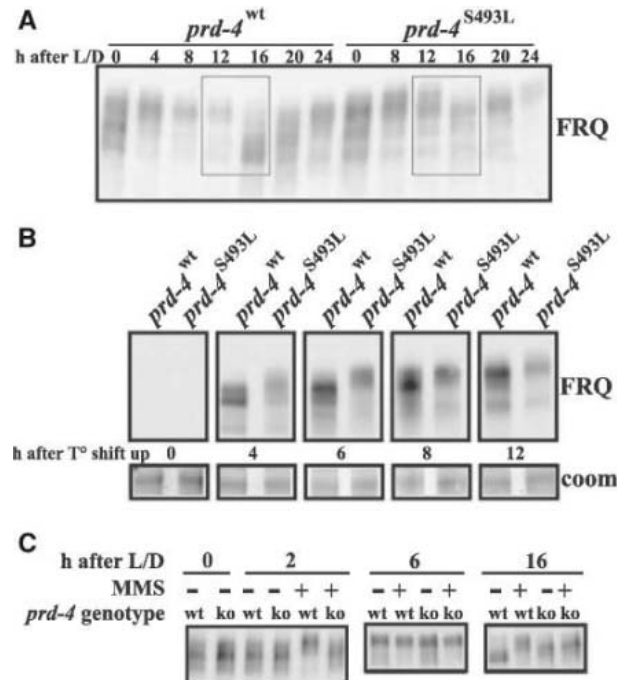 A
prd-4wt prd-4S493L
h after L/D 0 4 8 12 16 20 24 0 8 12 16 20 24
FRQ
B
prd-4wt prd-4S493L prd-4wt prd-4S493L prd-4wt prd-4S493L prd-4wt prd-4S493L prd-4wt prd-4S493L
FRQ
h after T° shift up 0 4 6 8 12
coom
C
h after L/D 0 2 6 16
MMS - - - - + + - + - + - + - +
prd-4 genotype wt ko wt ko wt ko wt wt ko ko wt wt ko ko